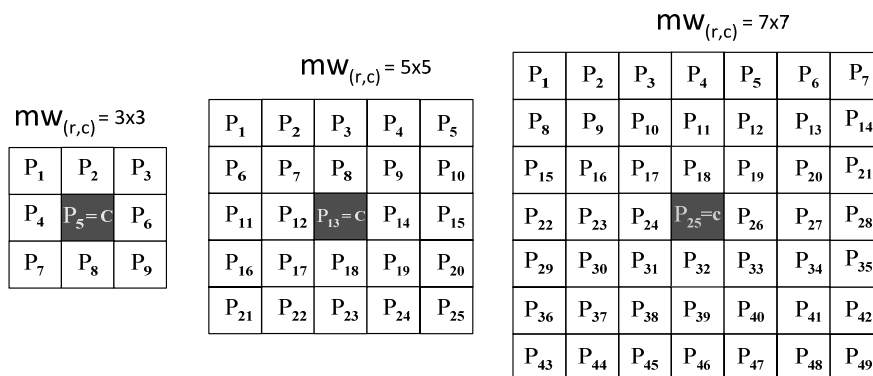 mw(r,c) = 3x3
P1 P2 P3
P4 P5=C P6
P7 P8 P9
mw(r,c) = 5x5
P1 P2 P3 P4 P5
P6 P7 P8 P9 P10
P11 P12 P13=C P14 P15
P16 P17 P18 P19 P20
P21 P22 P23 P24 P25
mw(r,c) = 7x7
P1 P2 P3 P4 P5 P6 P7
P8 P9 P10 P11 P12 P13 P14
P15 P16 P17 P18 P19 P20 P21
P22 P23 P24 P25=c P26 P27 P28
P29 P30 P31 P32 P33 P34 P35
P36 P37 P38 P39 P40 P41 P42
P43 P44 P45 P46 P47 P48 P49